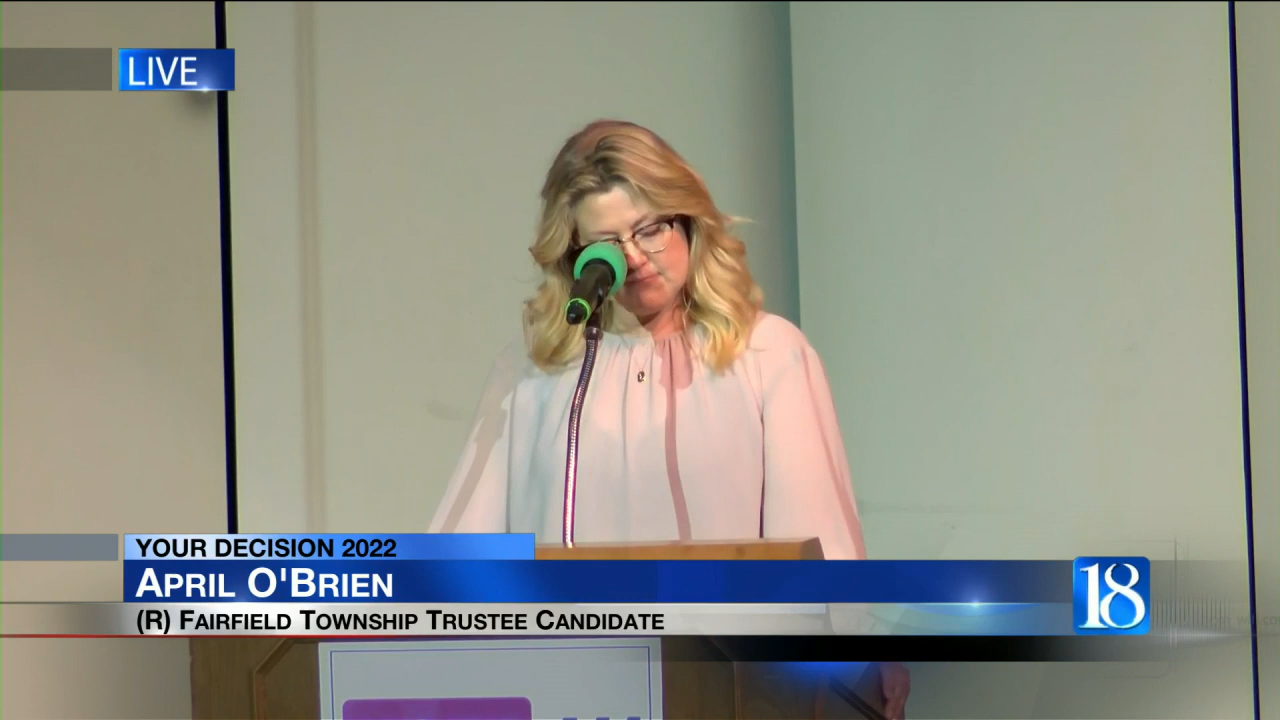 LIVE
YOUR DECISION 2022
APRIL O'BRIEN
18
(R) FAIRFIELD TOWNSHIP TRUSTEE CANDIDATE